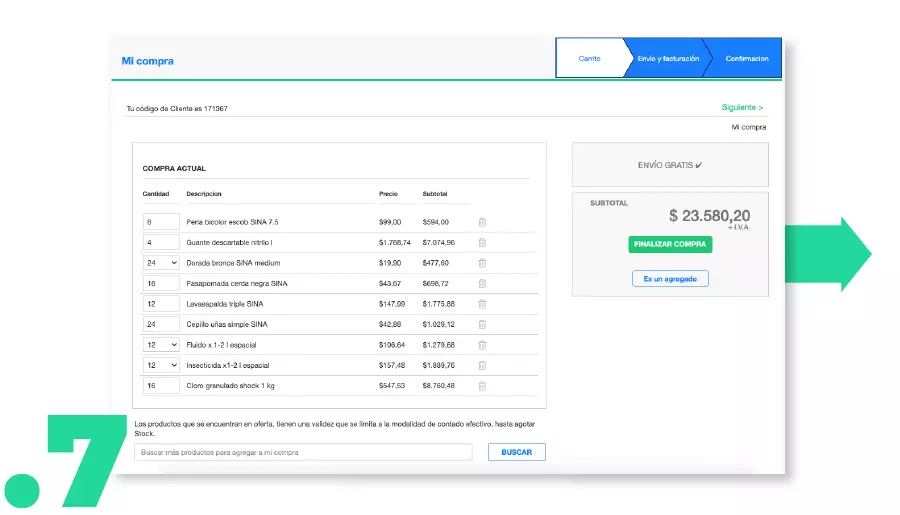 Mi compra
Carrito
Envío y facturación
Confirmacion
Tu código de Cliente es 171367
Siguiente >
Mi compra
COMPRA ACTUAL
Cantidad Descripcion Precio Subtotal
6 Perla bicolor escob SINA 7.5 $99,00 $594,00
4 Guante descartable nitrilo l $1.768,74 $7.074,96
24 Dorada bronce SINA medium $19,90 $477,60
16 Pasapomada cerda negra SINA $43,67 $698,72
12 Lavaespalda triple SINA $147,99 $1.775,88
24 Cepillo uñas simple SINA $42,88 $1.029,12
12 Fluido x 1-2 l espacial $106,64 $1.279,68
12 Insecticida x1-2 l espacial $157,48 $1.889,76
16 Cloro granulado shock 1 kg $547,53 $8.760,48
ENVÍO GRATIS ✔
SUBTOTAL
$ 23.580,20
+ I.V.A.
FINALIZAR COMPRA
Es un agregado
Los productos que se encuentran en oferta, tienen una validez que se limita a la modalidad de contado efectivo, hasta agotar
Stock.
Buscar más productos para agregar a mi compra
BUSCAR
.7